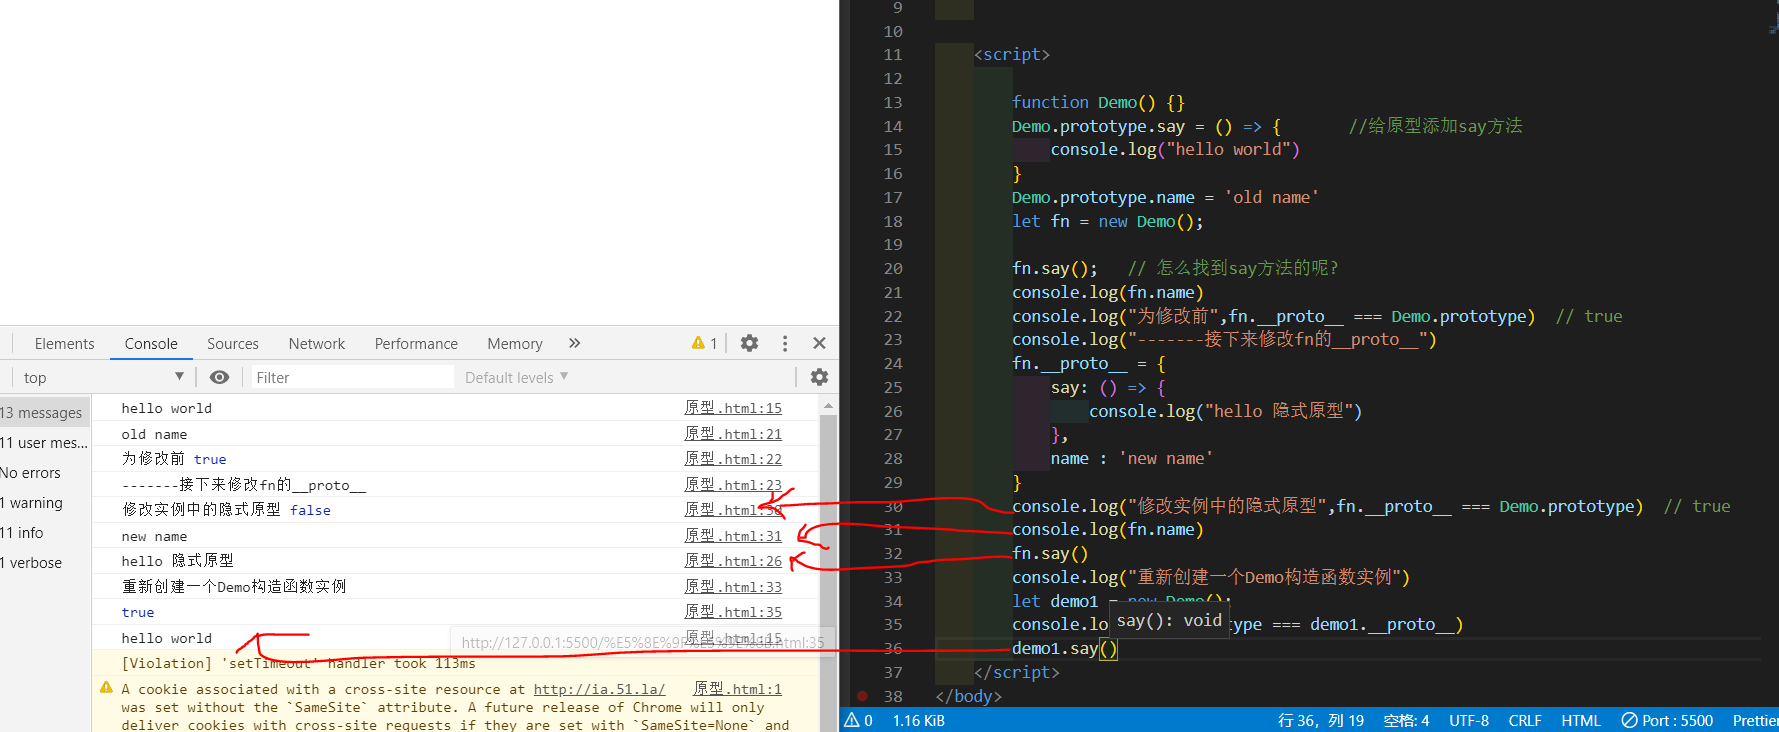 Elements Console Sources Network Performance Memory » 1
top Filter Default levels
13 messages
11 user mes...
No errors
1 warning
11 info
1 verbose
hello world 原型.html:15
old name 原型.html:21
为修改前 true 原型.html:22
-------接下来修改fn的__proto__ 原型.html:23
修改实例中的隐式原型 false 原型.html:30
new name 原型.html:31
hello 隐式原型 原型.html:26
重新创建一个Demo构造函数实例 原型.html:33
true 原型.html:35
hello world 原型.html:15
http://127.0.0.1:5500/%E5%8E%9F%E5%9E%8B.html:35
[Violation] 'setTimeout' handler took 113ms
A cookie associated with a cross-site resource at http://ia.51.la/ 原型.html:1
was set without the `SameSite` attribute. A future release of Chrome will only
deliver cookies with cross-site requests if they are set with `SameSite=None` and
9
10
11 <script>
12
13 function Demo() {}
14 Demo.prototype.say = () => { //给原型添加say方法
15 console.log("hello world")
16 }
17 Demo.prototype.name = 'old name'
18 let fn = new Demo();
19
20 fn.say(); // 怎么找到say方法的呢?
21 console.log(fn.name)
22 console.log("为修改前",fn.__proto__ === Demo.prototype) // true
23 console.log("-------接下来修改fn的__proto__")
24 fn.__proto__ = {
25 say: () => {
26 console.log("hello 隐式原型")
27 },
28 name : 'new name'
29 }
30 console.log("修改实例中的隐式原型",fn.__proto__ === Demo.prototype) // true
31 console.log(fn.name)
32 fn.say()
33 console.log("重新创建一个Demo构造函数实例")
34 let demo1 = new Demo();
35 console.lo type === demo1.__proto__)
say(): void
36 demo1.say()
37 </script>
38 </body>
0 1.16 KiB 行 36，列 19 空格: 4 UTF-8 CRLF HTML Port : 5500 Prettier